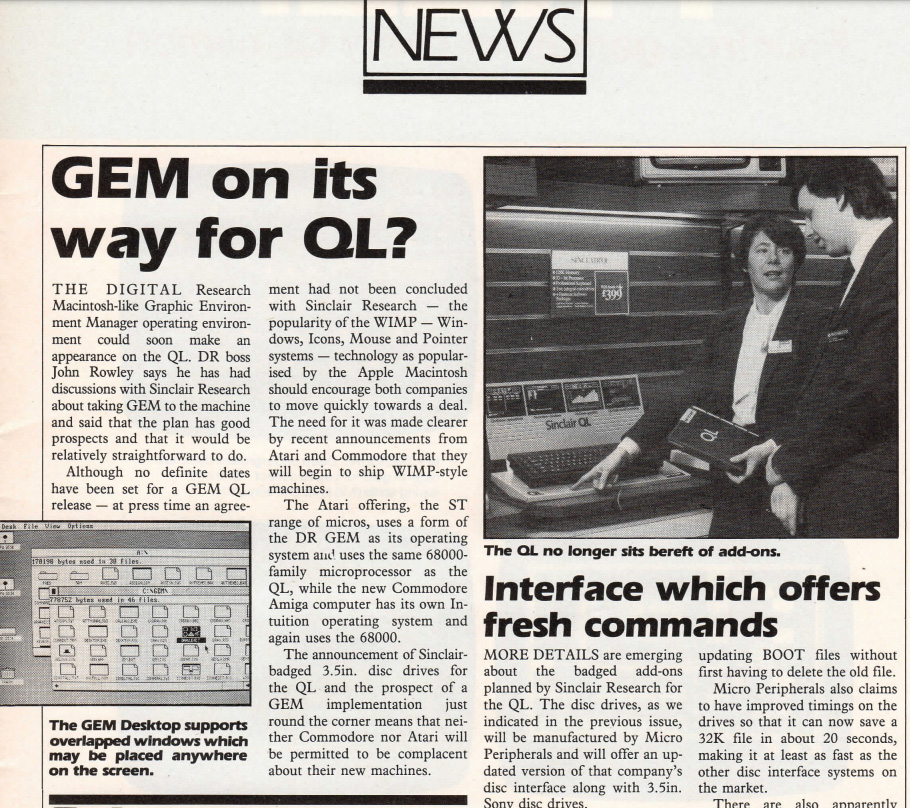 NEWS
GEM on its
way for QL?
THE DIGITAL Research
Macintosh-like Graphic Environ-
ment Manager operating environ-
ment could soon make an
appearance on the QL. DR boss
John Rowley says he has had
discussions with Sinclair Research
about taking GEM to the machine
and said that the plan has good
prospects and that it would be
relatively straightforward to do.
Although no definite dates
have been set for a GEM QL
release — at press time an agree-
Desk File View Options
A:\
178198 bytes used in 38 files.
C:\GEM\
778752 bytes used in 46 files.
The GEM Desktop supports
overlapped windows which
may be placed anywhere
on the screen.
ment had not been concluded
with Sinclair Research — the
popularity of the WIMP — Win-
dows, Icons, Mouse and Pointer
systems — technology as popular-
ised by the Apple Macintosh
should encourage both companies
to move quickly towards a deal.
The need for it was made clearer
by recent announcements from
Atari and Commodore that they
will begin to ship WIMP-style
machines.
The Atari offering, the ST
range of micros, uses a form of
the DR GEM as its operating
system and uses the same 68000-
family microprocessor as the
QL, while the new Commodore
Amiga computer has its own In-
tuition operating system and
again uses the 68000.
The announcement of Sinclair-
badged 3.5in. disc drives for
the QL and the prospect of a
GEM implementation just
round the corner means that nei-
ther Commodore nor Atari will
be permitted to be complacent
about their new machines.
SINCLAIR QL
£399
Sinclair QL
QL
The QL no longer sits bereft of add-ons.
Interface which offers
fresh commands
MORE DETAILS are emerging
about the badged add-ons
planned by Sinclair Research for
the QL. The disc drives, as we
indicated in the previous issue,
will be manufactured by Micro
Peripherals and will offer an up-
dated version of that company's
disc interface along with 3.5in.
Sony disc drives.
updating BOOT files without
first having to delete the old file.
Micro Peripherals also claims
to have improved timings on the
drives so that it can now save a
32K file in about 20 seconds,
making it at least as fast as the
other disc interface systems on
the market.
There are also apparently